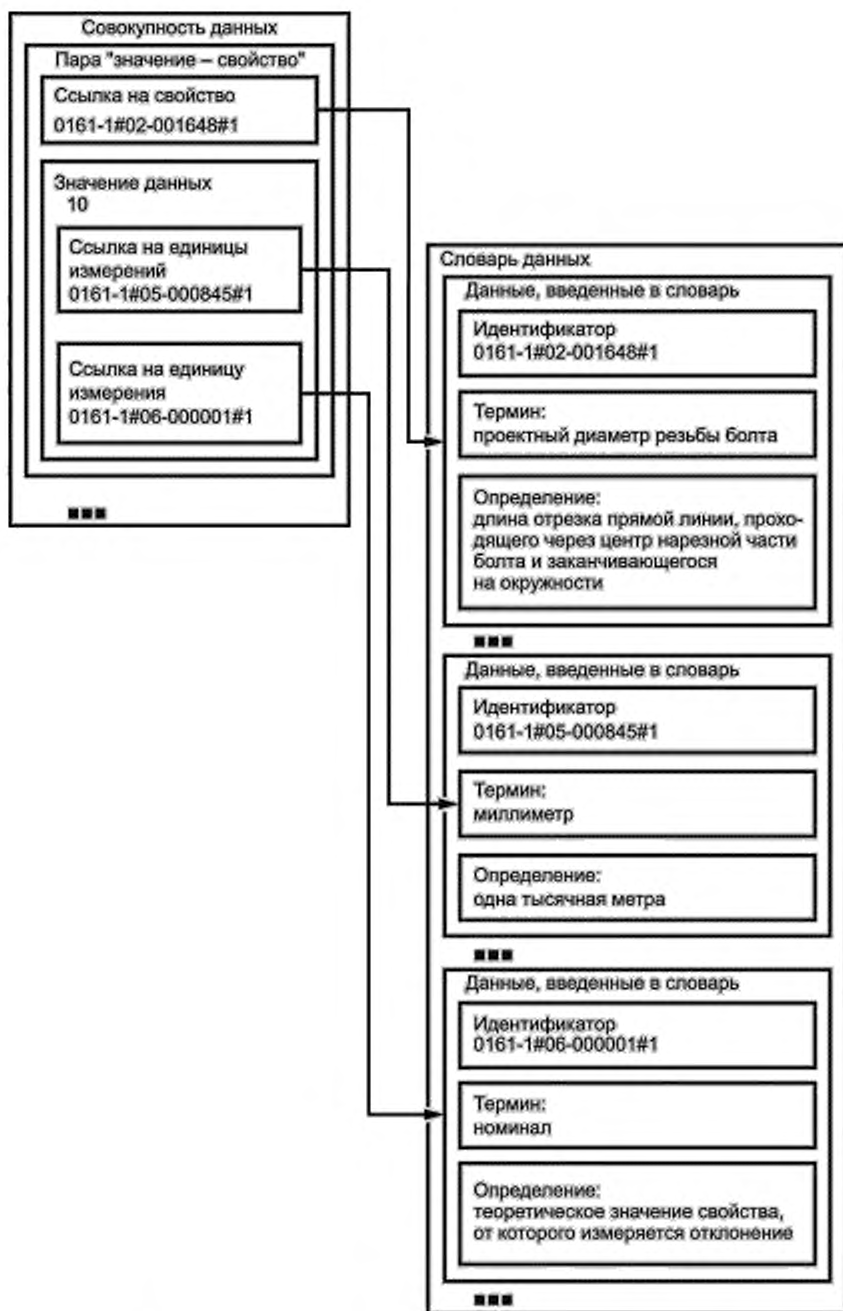 Совокупность данных
Пара "значение – свойство"
Ссылка на свойство
0161-1#02-001648#1
Значение данных
10
Ссылка на единицы
измерений
0161-1#05-000845#1
Ссылка на единицу
измерения
0161-1#06-000001#1
Словарь данных
Данные, введенные в словарь
Идентификатор
0161-1#02-001648#1
Термин:
проектный диаметр резьбы болта
Определение:
длина отрезка прямой линии, прохо-
дящего через центр нарезной части
болта и заканчивающегося
на окружности
Данные, введенные в словарь
Идентификатор
0161-1#05-000845#1
Термин:
миллиметр
Определение:
одна тысячная метра
Данные, введенные в словарь
Идентификатор
0161-1#06-000001#1
Термин:
номинал
Определение:
теоретическое значение свойства,
от которого измеряется отклонение